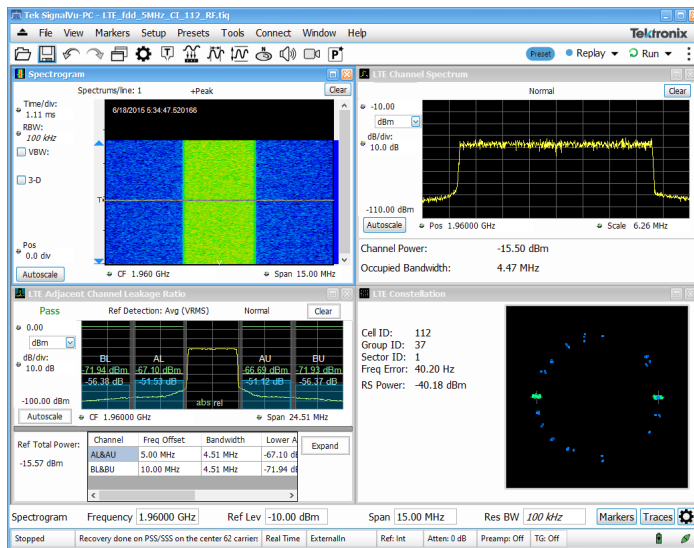 Tek SignalVu-PC - LTE_fdd_5MHz_CI_112_RF.tiq
File View Markers Setup Presets Tools Connect Window Help
Tektronix
Preset Replay Run
Spectrogram
Spectrums/line: 1 +Peak Clear
Time/div:
1.11 ms
RBW:
100 kHz
VBW:
3-D
Pos
0.0 div
Autoscale
6/18/2015 5:34:47.520166
T
CF 1.960 GHz Span 15.00 MHz
LTE Channel Spectrum
Normal Clear
-10.00
dBm
dB/div:
10.0 dB
-110.00 dBm
Autoscale Pos 1.96000 GHz Scale 6.26 MHz
Channel Power: -15.50 dBm
Occupied Bandwidth: 4.47 MHz
LTE Adjacent Channel Leakage Ratio
Pass Ref Detection: Avg (VRMS) Normal Clear
0.00
dBm
dB/div:
10.0 dB
-100.00 dBm
Autoscale
BL AL AU BU
-71.94 dBm -67.10 dBm -66.69 dBm -71.93 dBm
-56.38 dB -51.53 dB -51.12 dB -56.37 dB
abs rel
CF 1.96000 GHz Span 24.51 MHz
Ref Total Power:
-15.57 dBm
Channel Freq Offset Bandwidth Lower A
AL&AU 5.00 MHz 4.51 MHz -67.10 dB
BL&BU 10.00 MHz 4.51 MHz -71.94 dB
Expand
LTE Constellation
Cell ID: 112
Group ID: 37
Sector ID: 1
Freq Error: 40.20 Hz
RS Power: -40.18 dBm
Spectrogram Frequency 1.96000 GHz Ref Lev -10.00 dBm Span 15.00 MHz Res BW 100 kHz Markers Traces
Stopped Recovery done on PSS/SSS on the center 62 carriers Real Time ExternalIn Ref: Int Atten: 0 dB Preamp: Off TG: Off